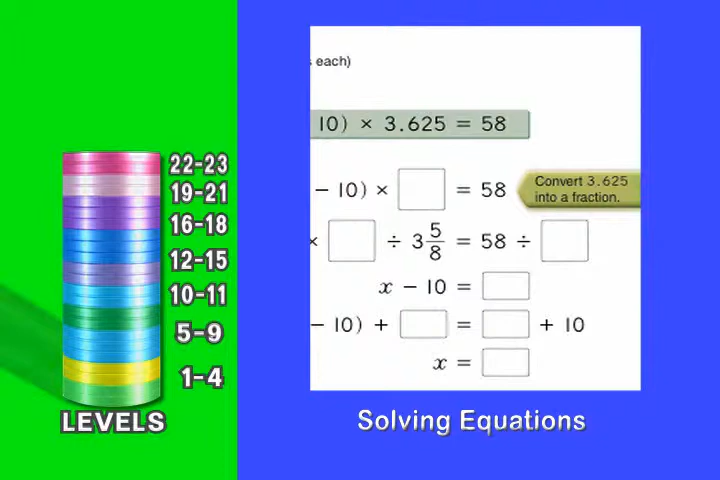 each)
10) × 3.625 = 58
− 10) × = 58
Convert 3.625
into a fraction.
× ÷ 3 5/8 = 58 ÷
x − 10 =
− 10) + = + 10
x =
22-23
19-21
16-18
12-15
10-11
5-9
1-4
LEVELS
Solving Equations